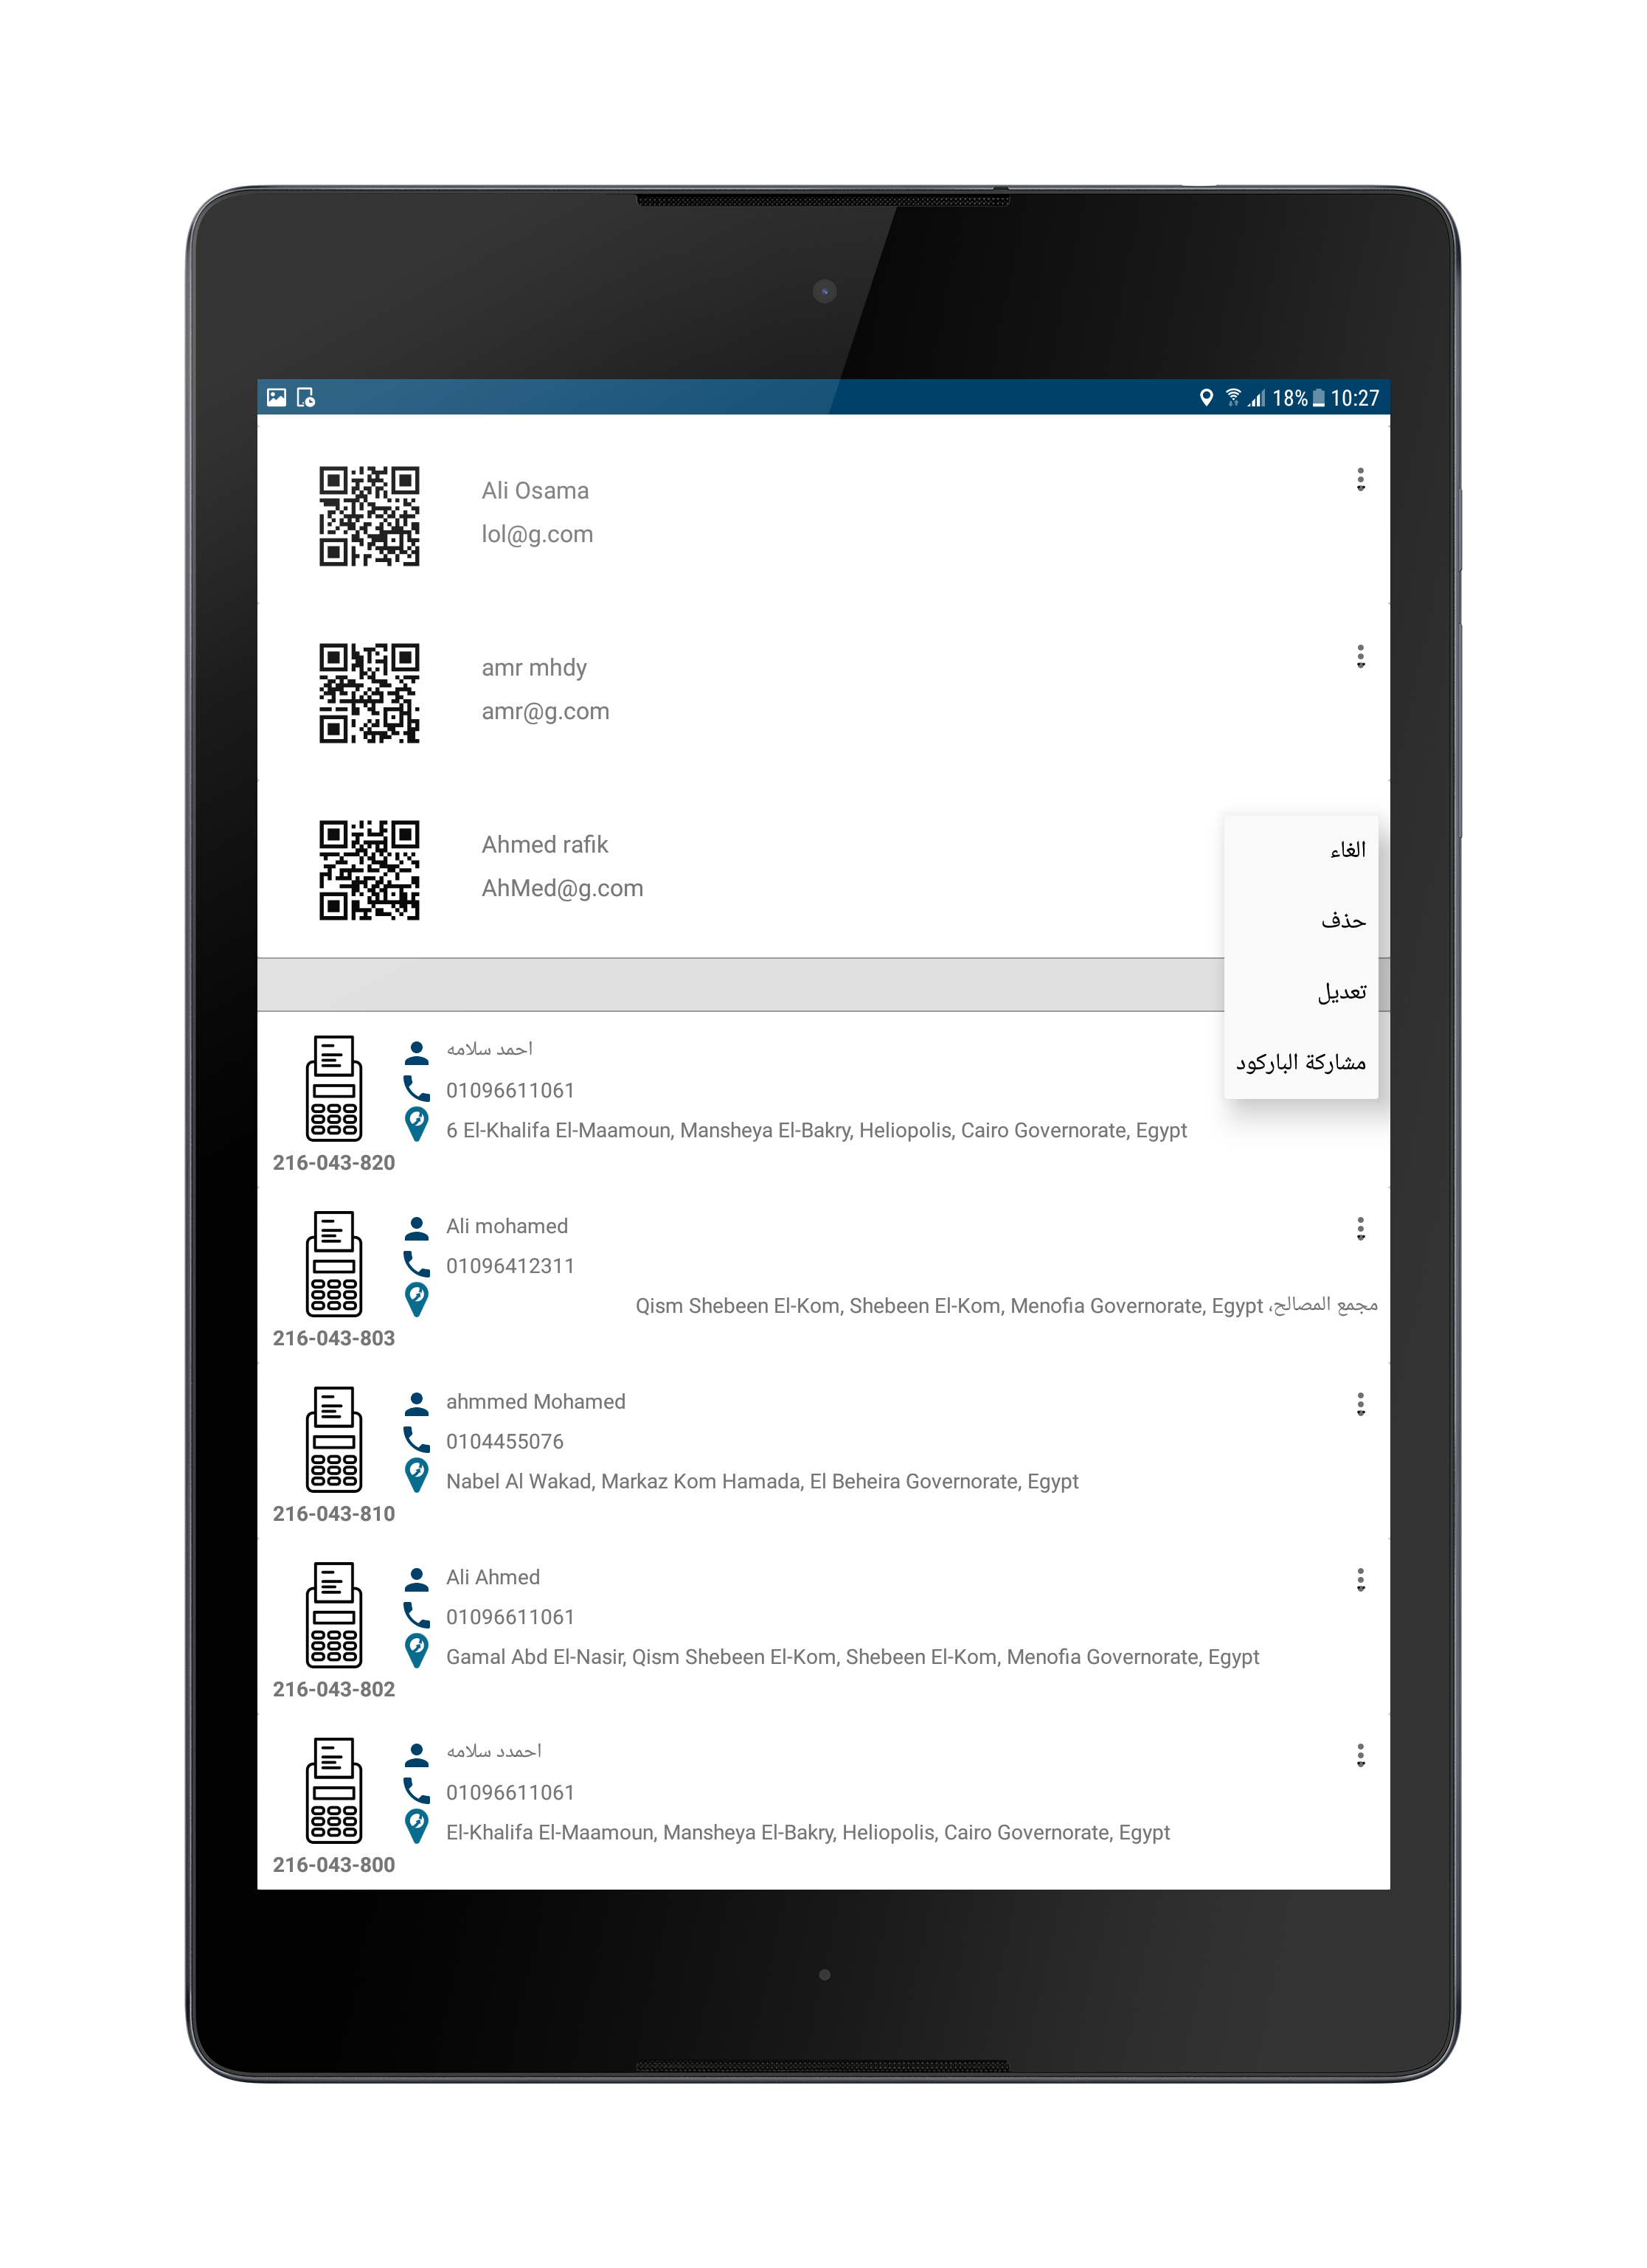 18% 10:27
Ali Osama
lol@g.com
amr mhdy
amr@g.com
Ahmed rafik
AhMed@g.com
الغاء
حذف
تعديل
مشاركة الباركود
احمد سلامه
01096611061
6 El-Khalifa El-Maamoun, Mansheya El-Bakry, Heliopolis, Cairo Governorate, Egypt
216-043-820
Ali mohamed
01096412311
مجمع المصالح، Qism Shebeen El-Kom, Shebeen El-Kom, Menofia Governorate, Egypt
216-043-803
ahmmed Mohamed
0104455076
Nabel Al Wakad, Markaz Kom Hamada, El Beheira Governorate, Egypt
216-043-810
Ali Ahmed
01096611061
Gamal Abd El-Nasir, Qism Shebeen El-Kom, Shebeen El-Kom, Menofia Governorate, Egypt
216-043-802
احمدد سلامه
01096611061
El-Khalifa El-Maamoun, Mansheya El-Bakry, Heliopolis, Cairo Governorate, Egypt
216-043-800